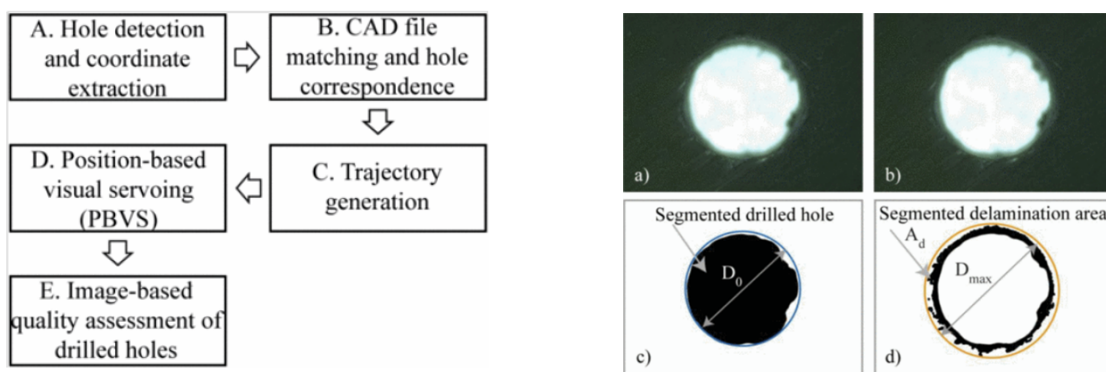 A. Hole detection
and coordinate
extraction
B. CAD file
matching and hole
correspondence
C. Trajectory
generation
D. Position-based
visual servoing
(PBVS)
E. Image-based
quality assessment of
drilled holes
a)
b)
Segmented drilled hole
D0
c)
Segmented delamination area
Ad
Dmax
d)